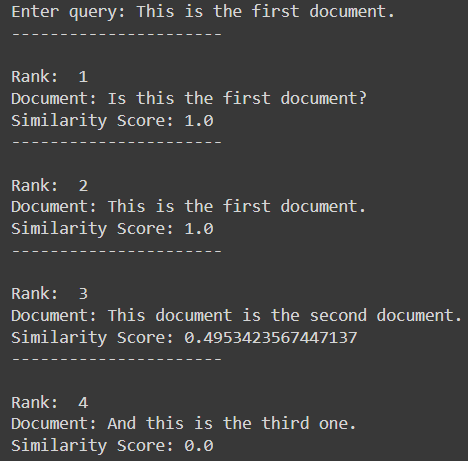 Enter query: This is the first document.
----------------------
Rank:  1
Document: Is this the first document?
Similarity Score: 1.0
----------------------
Rank:  2
Document: This is the first document.
Similarity Score: 1.0
----------------------
Rank:  3
Document: This document is the second document.
Similarity Score: 0.4953423567447137
----------------------
Rank:  4
Document: And this is the third one.
Similarity Score: 0.0